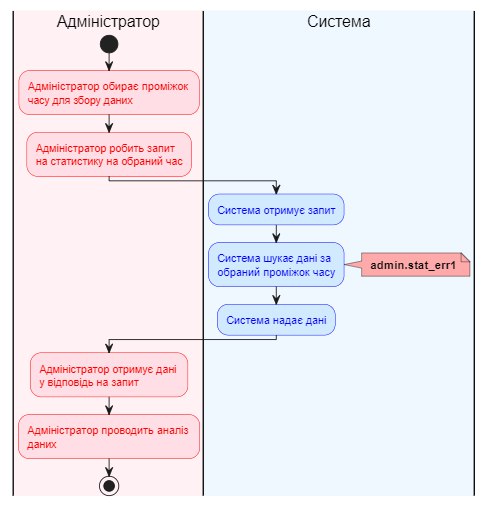 Адміністратор
Система
Адміністратор обирає проміжок
часу для збору даних
Адміністратор робить запит
на статистику на обраний час
Система отримує запит
Система шукає дані за
обраний проміжок часу
admin.stat_err1
Система надає дані
Адміністратор отримує дані
у відповідь на запит
Адміністратор проводить аналіз
даних